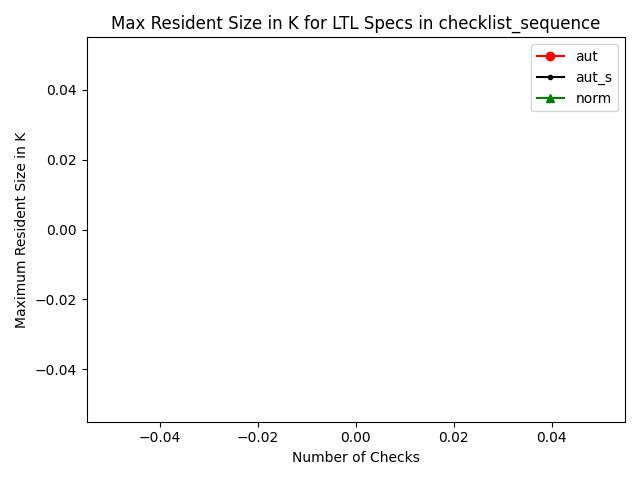 Max Resident Size in K for LTL Specs in checklist_sequence
aut
aut_s
norm
Maximum Resident Size in K
0.04
0.02
0.00
−0.02
−0.04
−0.04 −0.02 0.00 0.02 0.04
Number of Checks